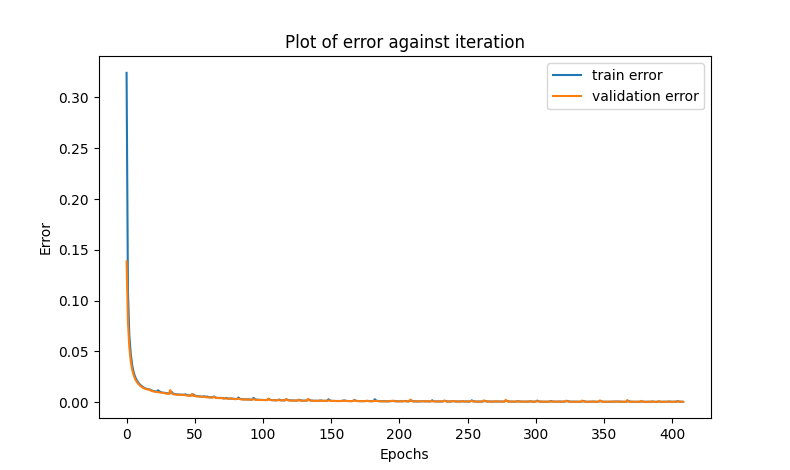 Plot of error against iteration
train error
validation error
0.30
0.25
0.20
0.15
0.10
0.05
0.00
Error
0 50 100 150 200 250 300 350 400
Epochs